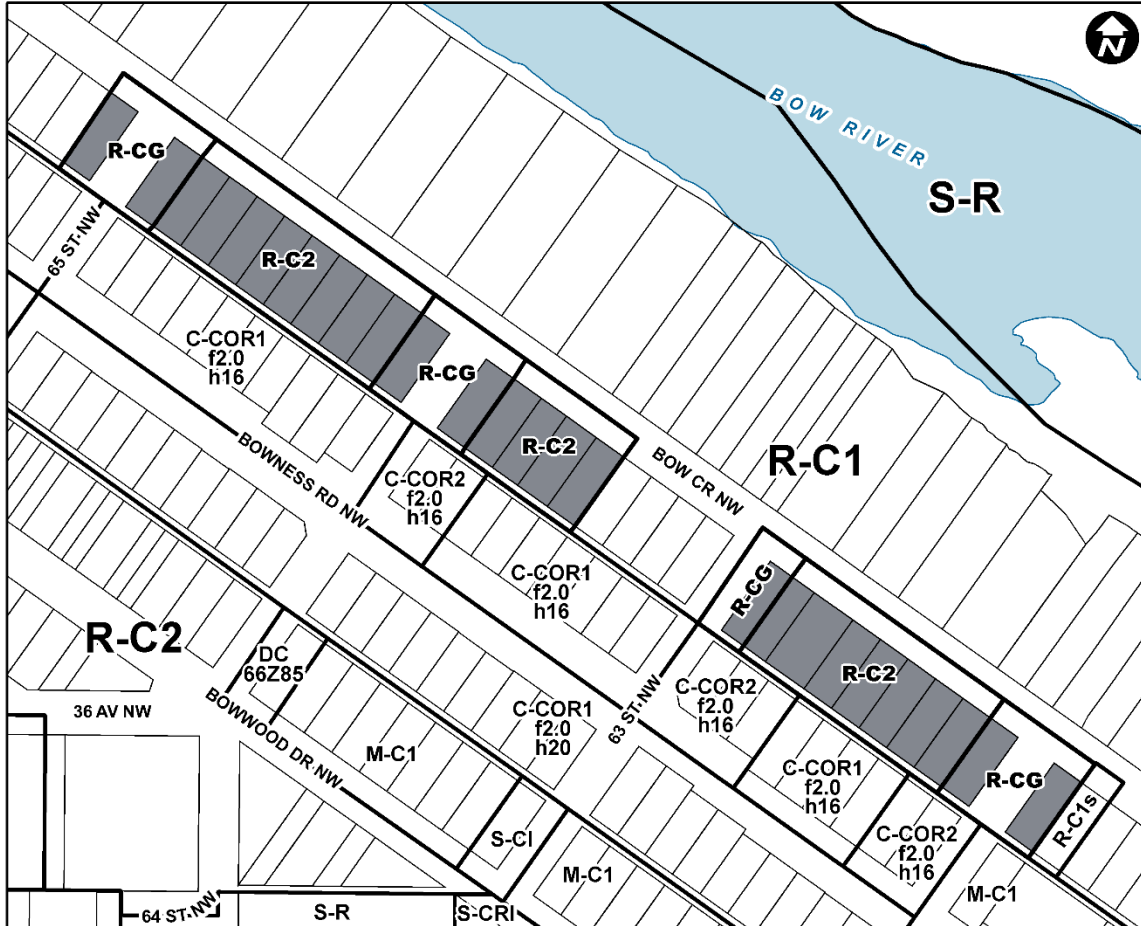 N
BOW RIVER
S-R
R-CG
R-C2
65 ST NW
C-COR1
f2.0
h16
R-CG
R-C2
BOW CR NW
R-C1
BOWNESS RD NW
C-COR2
f2.0
h16
C-COR1
f2.0
h16
R-CG
R-C2
R-C2
DC
66Z85
36 AV NW
BOWWOOD DR NW
M-C1
C-COR1
f2.0
h20
63 ST NW
C-COR2
f2.0
h16
C-COR1
f2.0
h16
R-CG
R-C1s
C-COR2
f2.0
h16
S-CI
M-C1
M-C1
64 ST NW
S-R
S-CRI